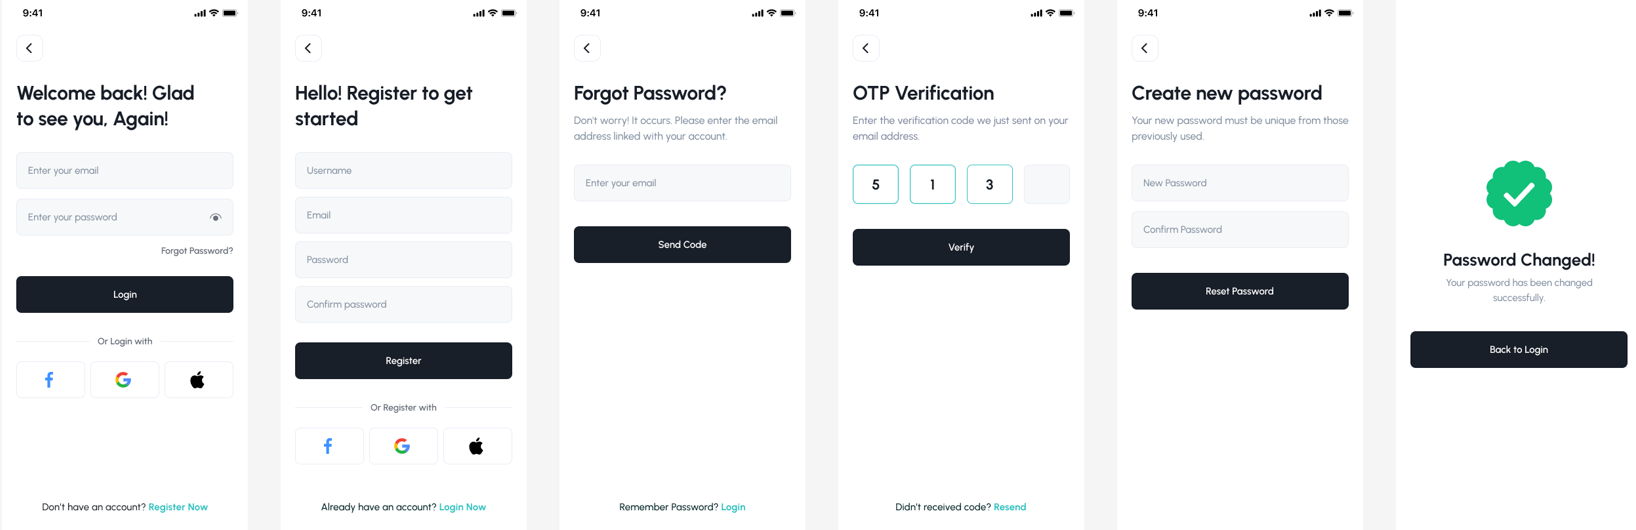 9:41
Welcome back! Glad
to see you, Again!
Enter your email
Enter your password
Forgot Password?
Login
Or Login with
Don't have an account? Register Now
9:41
Hello! Register to get
started
Username
Email
Password
Confirm password
Register
Or Register with
Already have an account? Login Now
9:41
Forgot Password?
Don't worry! It occurs. Please enter the email
address linked with your account.
Enter your email
Send Code
Remember Password? Login
9:41
OTP Verification
Enter the verification code we just sent on your
email address.
5 1 3
Verify
Didn't received code? Resend
9:41
Create new password
Your new password must be unique from those
previously used.
New Password
Confirm Password
Reset Password
Password Changed!
Your password has been changed
successfully.
Back to Login